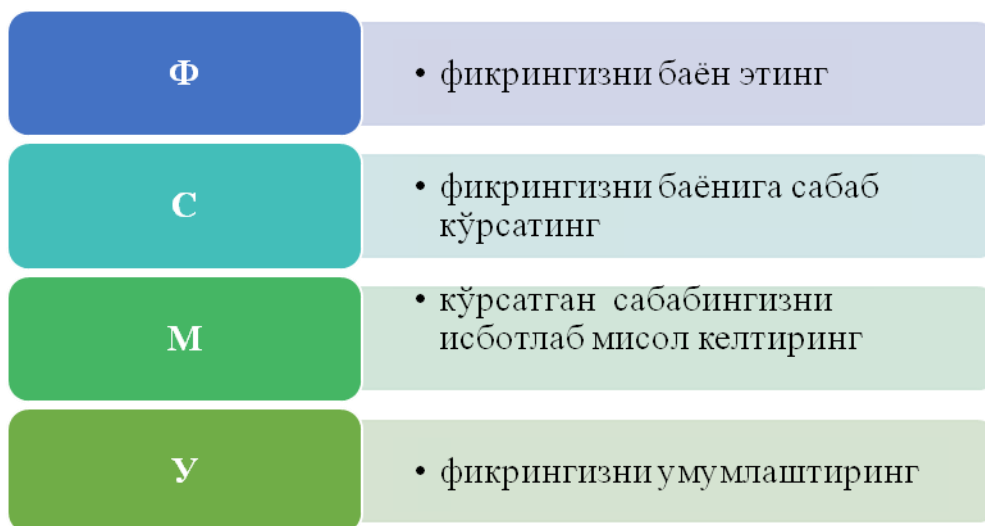 Ф
• фикрингизни баён этинг
С
• фикрингизни баёнига сабаб
кўрсатинг
М
• кўрсатган сабабингизни
исботлаб мисол келтиринг
У
• фикрингизни умумлаштиринг